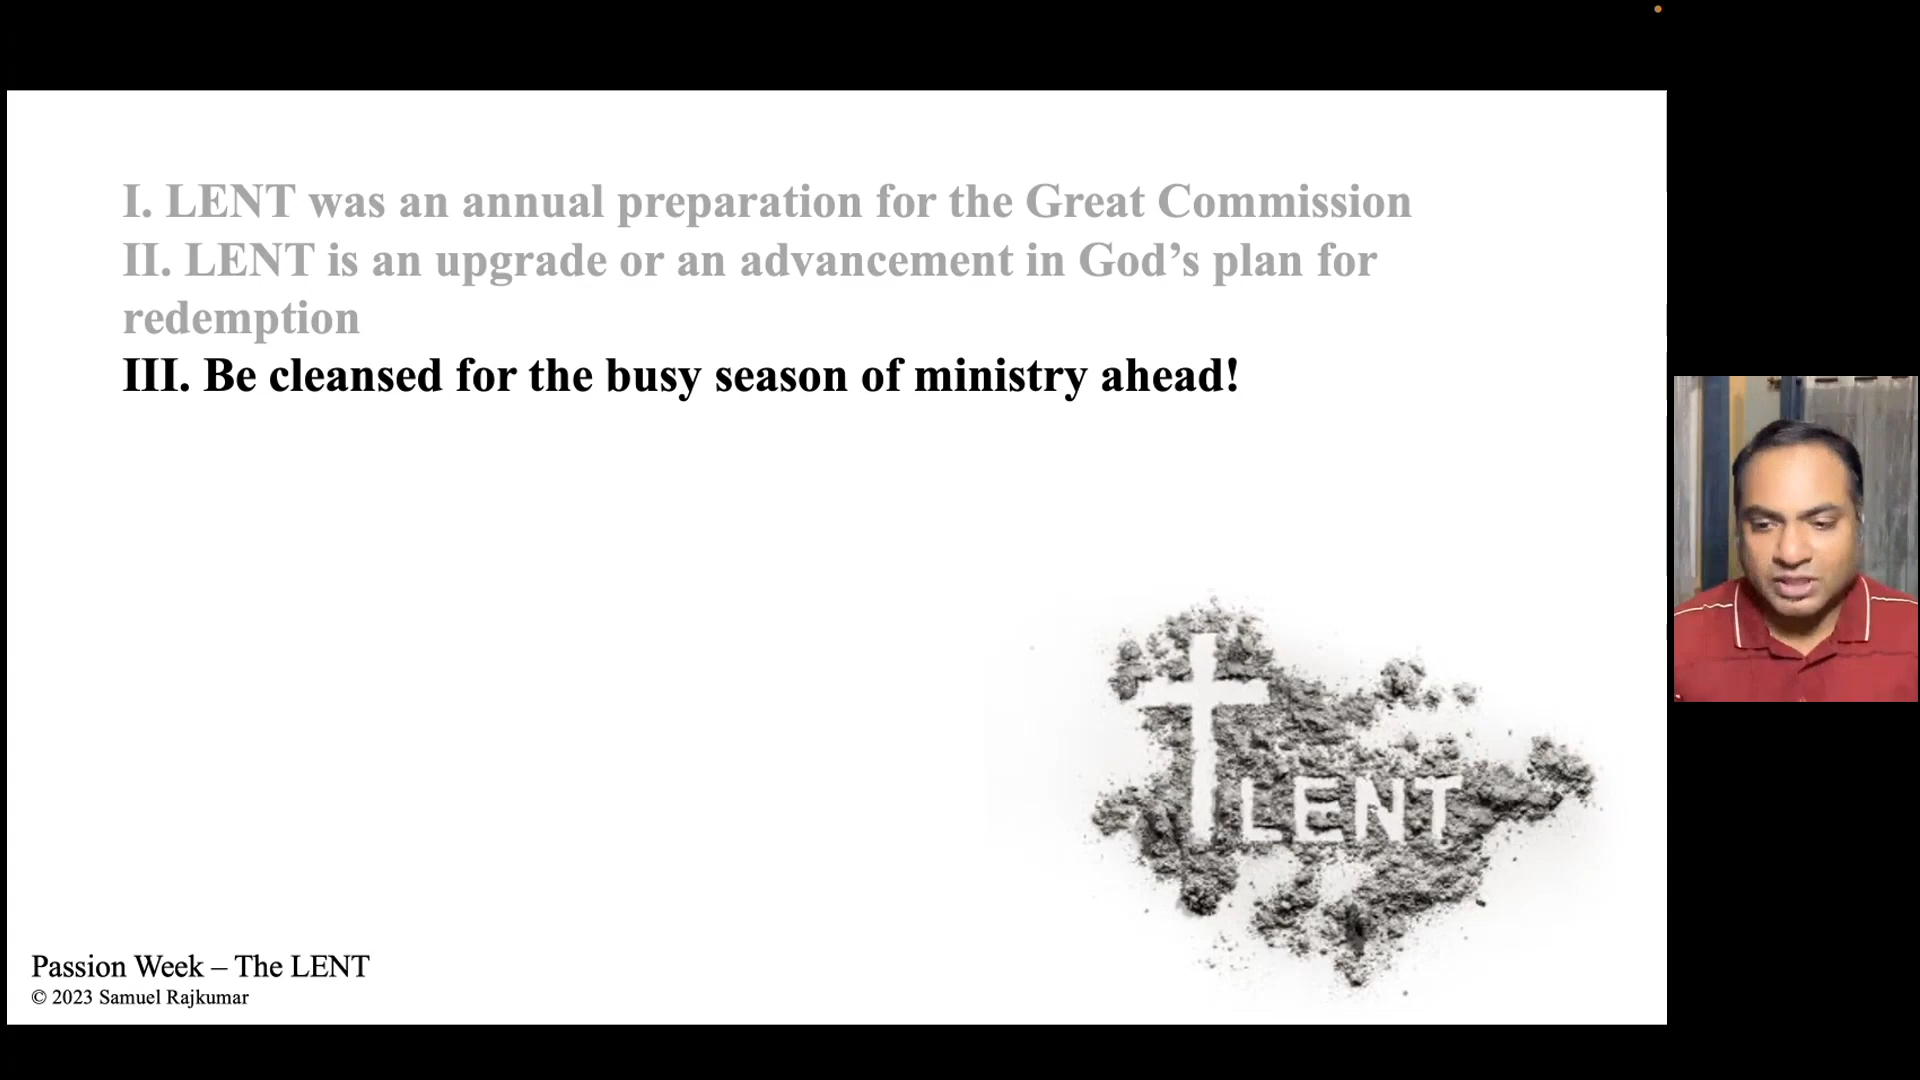 I. LENT was an annual preparation for the Great Commission
II. LENT is an upgrade or an advancement in God’s plan for
redemption
III. Be cleansed for the busy season of ministry ahead!
LENT
Passion Week – The LENT
© 2023 Samuel Rajkumar